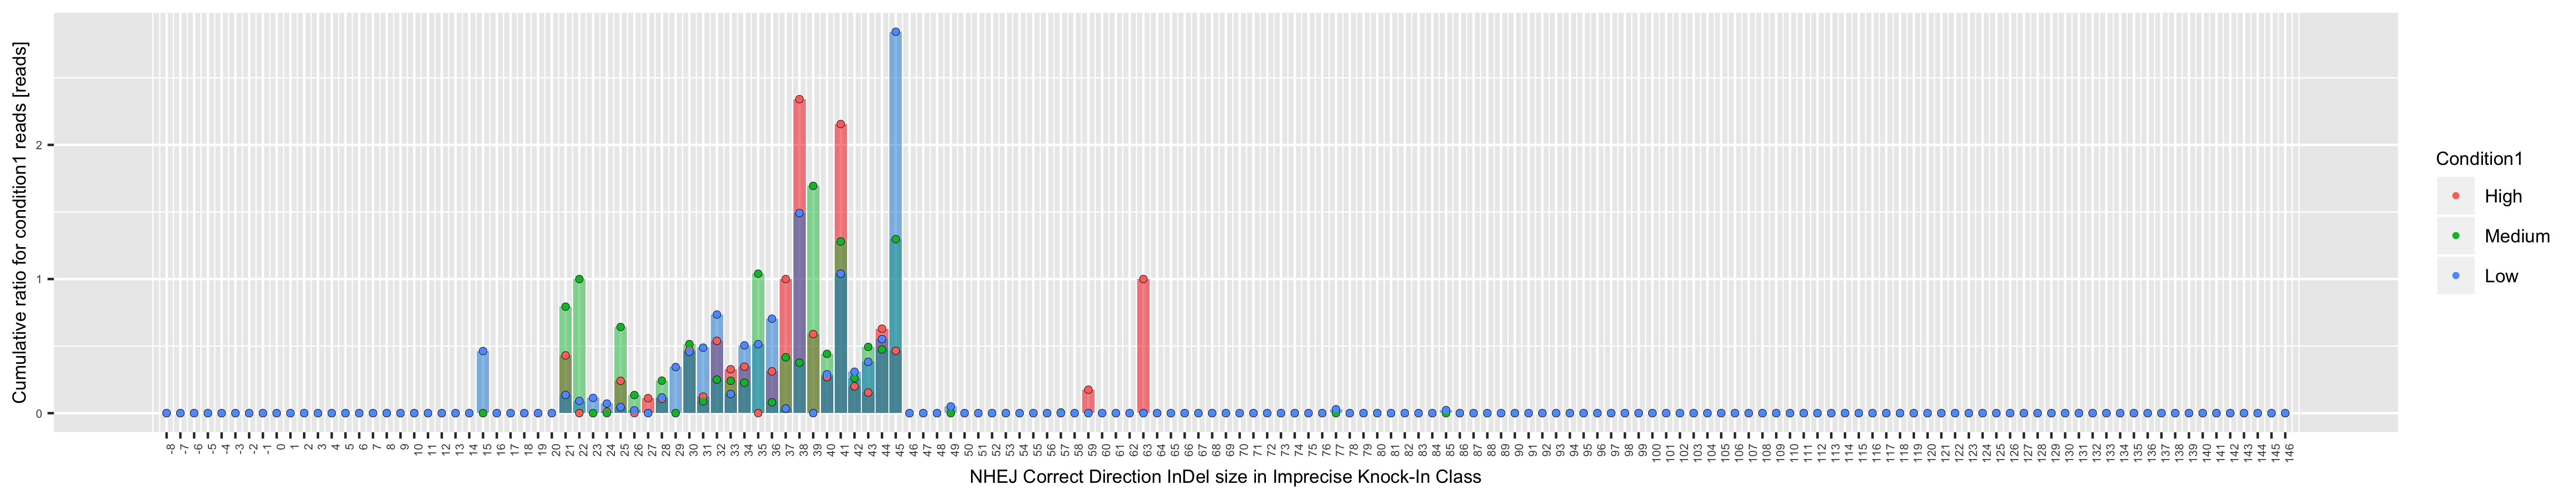 Cumulative ratio for condition1 reads [reads]
2
1
0
-8 -7 -6 -5 -4 -3 -2 -1 0 1 2 3 4 5 6 7 8 9 10 11 12 13 14 15 16 17 18 19 20 21 22 23 24 25 26 27 28 29 30 31 32 33 34 35 36 37 38 39 40 41 42 43 44 45 46 47 48 49 50 51 52 53 54 55 56 57 58 59 60 61 62 63 64 65 66 67 68 69 70 71 72 73 74 75 76 77 78 79 80 81 82 83 84 85 86 87 88 89 90 91 92 93 94 95 96 97 98 99 100 101 102 103 104 105 106 107 108 109 110 111 112 113 114 115 116 117 118 119 120 121 122 123 124 125 126 127 128 129 130 131 132 133 134 135 136 137 138 139 140 141 142 143 144 145 146
NHEJ Correct Direction InDel size in Imprecise Knock-In Class
Condition1
High
Medium
Low